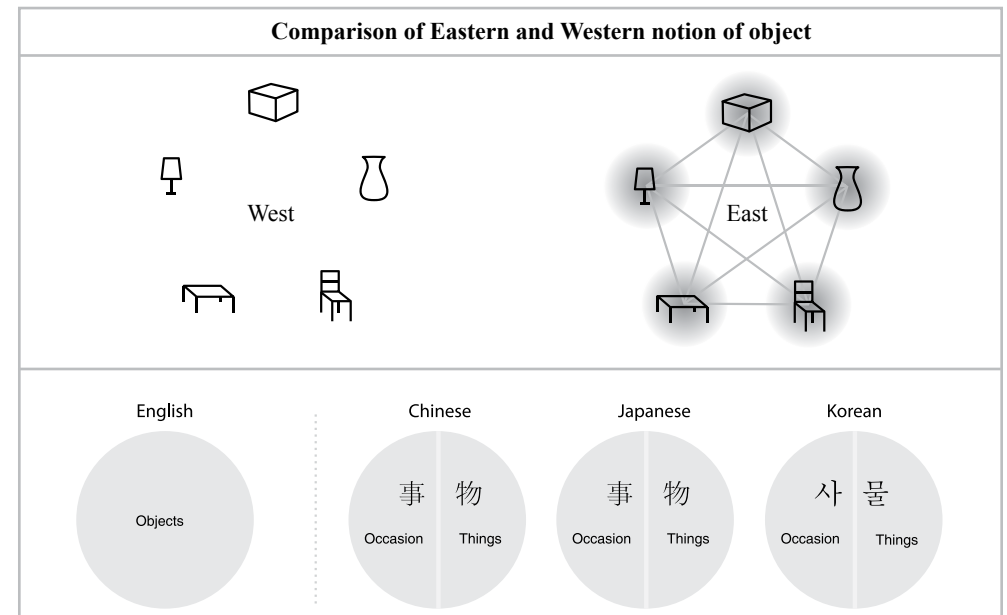 Comparison of Eastern and Western notion of object
West
East
English
Chinese
Japanese
Korean
Objects
事 物
Occasion Things
事 物
Occasion Things
사 물
Occasion Things